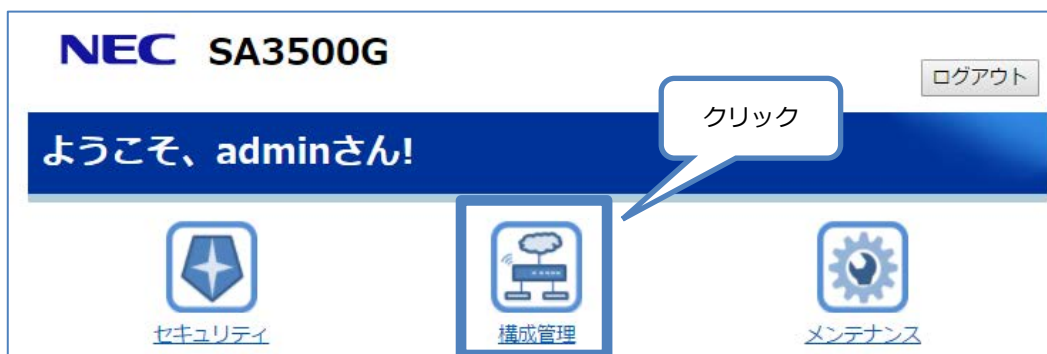 NEC SA3500G
ログアウト
クリック
ようこそ、adminさん!
セキュリティ
構成管理
メンテナンス